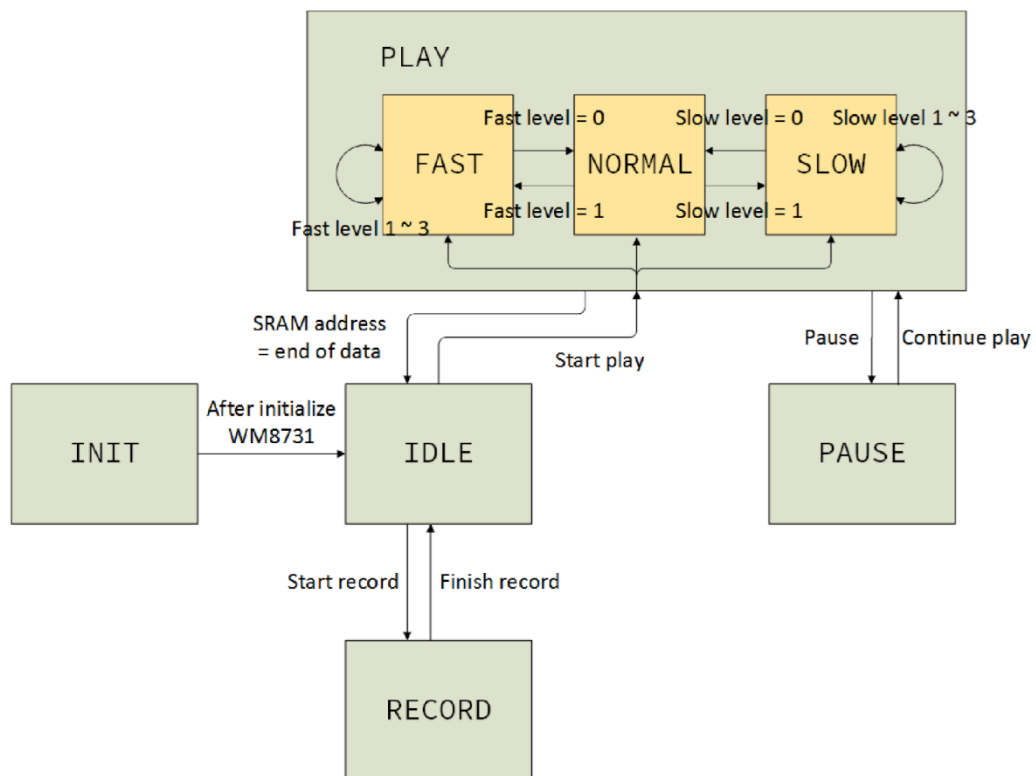 PLAY
Fast level = 0
Slow level = 0
Slow level 1 ~ 3
FAST
NORMAL
SLOW
Fast level = 1
Slow level = 1
Fast level 1 ~ 3
SRAM address
= end of data
Start play
Pause
Continue play
After initialize
WM8731
INIT
IDLE
PAUSE
Start record
Finish record
RECORD